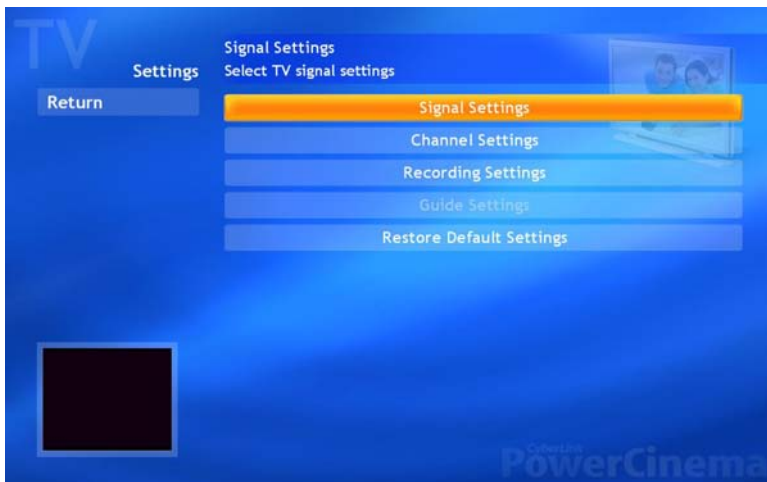 TV
Settings
Return
Signal Settings
Select TV signal settings
Signal Settings
Channel Settings
Recording Settings
Guide Settings
Restore Default Settings
CyberLink
PowerCinema